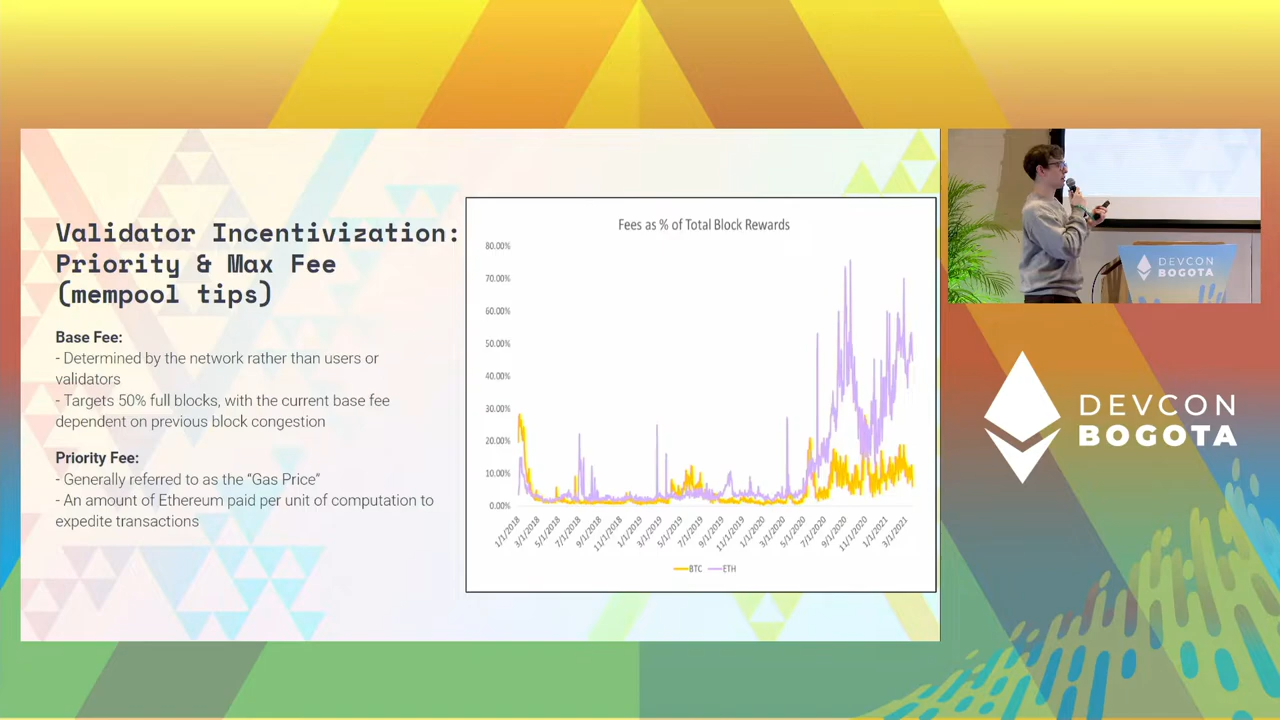 Validator Incentivization:
Priority & Max Fee
(mempool tips)
Base Fee:
- Determined by the network rather than users or
validators
- Targets 50% full blocks, with the current base fee
dependent on previous block congestion
Priority Fee:
- Generally referred to as the “Gas Price”
- An amount of Ethereum paid per unit of computation to
expedite transactions
Fees as % of Total Block Rewards
80.00%
70.00%
60.00%
50.00%
40.00%
30.00%
20.00%
10.00%
0.00%
1/1/2018
3/1/2018
5/1/2018
7/1/2018
9/1/2018
11/1/2018
1/1/2019
3/1/2019
5/1/2019
7/1/2019
9/1/2019
11/1/2019
1/1/2020
3/1/2020
5/1/2020
7/1/2020
9/1/2020
11/1/2020
1/1/2021
3/1/2021
BTC ETH
DEVCON
BOGOTA
DEVCON
BOGOTA